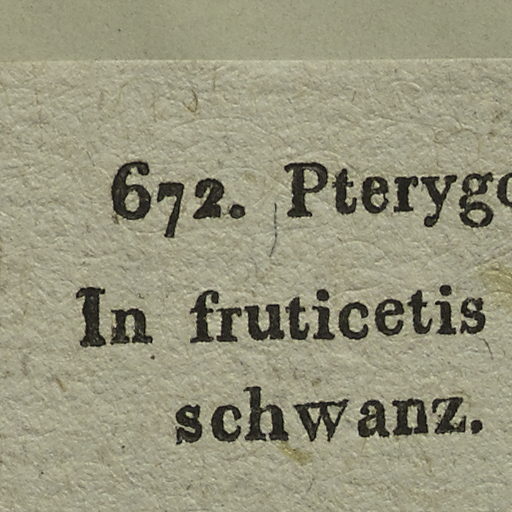 672. Pterygo
In fruticetis
schwanz.